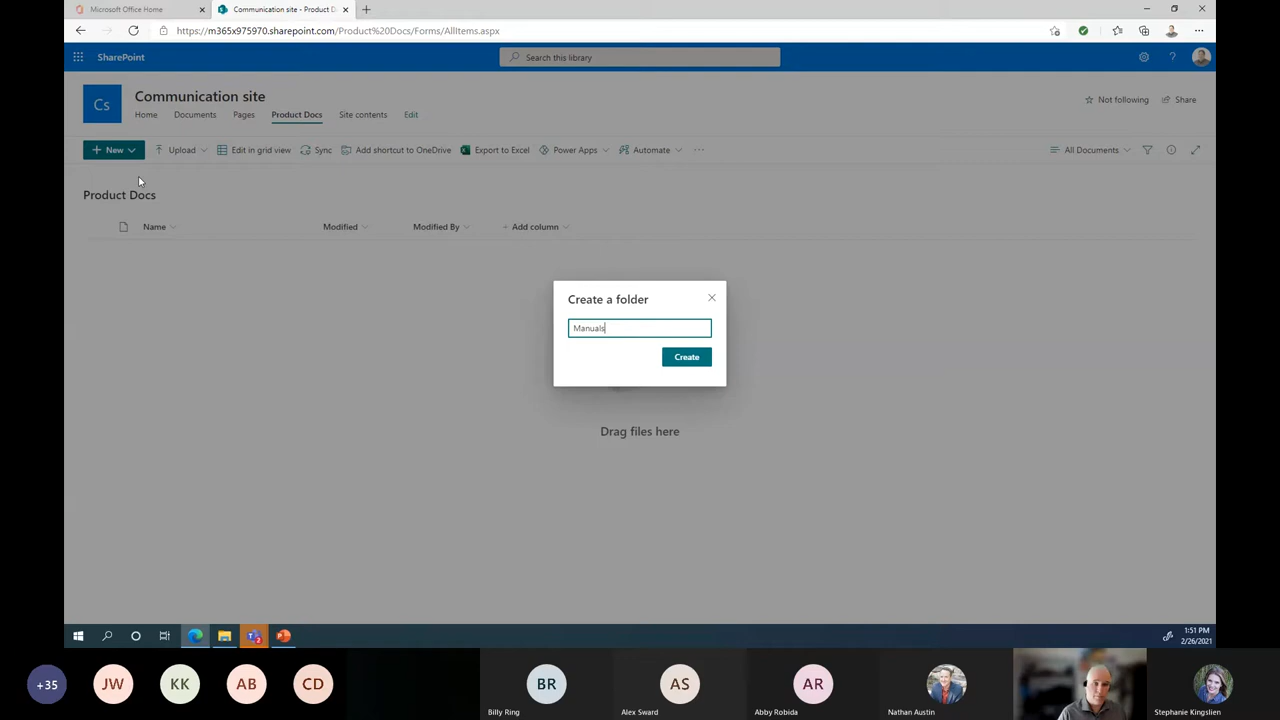 Microsoft Office Home
Communication site - Product D
https://m365x975970.sharepoint.com/Product%20Docs/Forms/AllItems.aspx
SharePoint
Search this library
?
Cs
Communication site
Not following
Share
Home
Documents
Pages
Product Docs
Site contents
Edit
New
Upload
Edit in grid view
Sync
Add shortcut to OneDrive
Export to Excel
Power Apps
Automate
All Documents
Product Docs
Name
Modified
Modified By
+ Add column
Create a folder
Manuals
Create
Drag files here
1:51 PM
2/26/2021
+35
JW
KK
AB
CD
BR
Billy Ring
AS
Alex Sward
AR
Abby Robida
Nathan Austin
Stephanie Kingslien